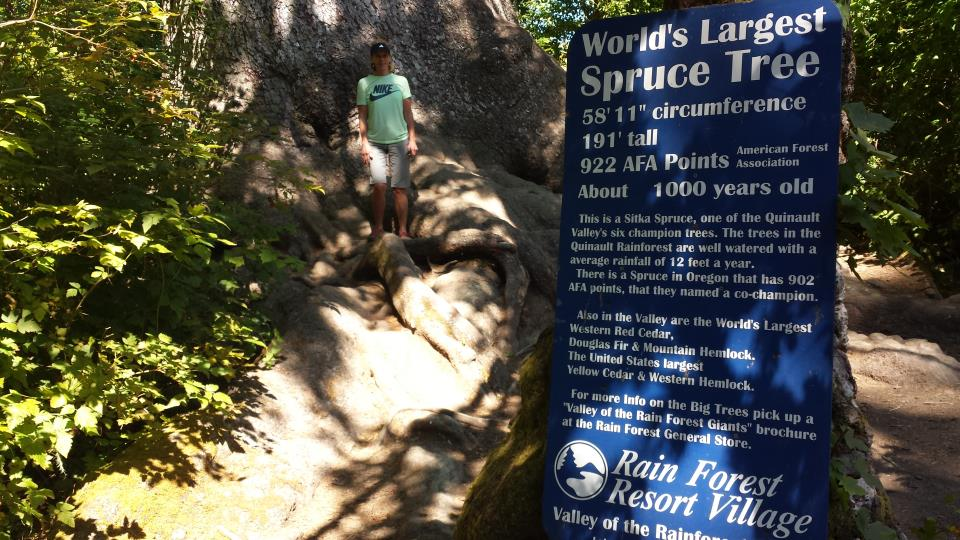 NIKE
World's Largest
Spruce Tree
58'11" circumference
191' tall
922 AFA Points American Forest
Association
About 1000 years old
This is a Sitka Spruce, one of the Quinault
Valley's six champion trees. The trees in the
Quinault Rainforest are well watered with a
average rainfall of 12 feet a year.
There is a Spruce in Oregon that has 902
AFA points, that they named a co-champion.
Also in the Valley are the World's Largest
Western Red Cedar,
Douglas Fir & Mountain Hemlock.
The United States largest
Yellow Cedar & Western Hemlock.
For more info on the Big Trees pick up a
"Valley of the Rain Forest Giants" brochure
at the Rain Forest General Store.
Rain Forest
Resort Village
Valley of the Rainfor